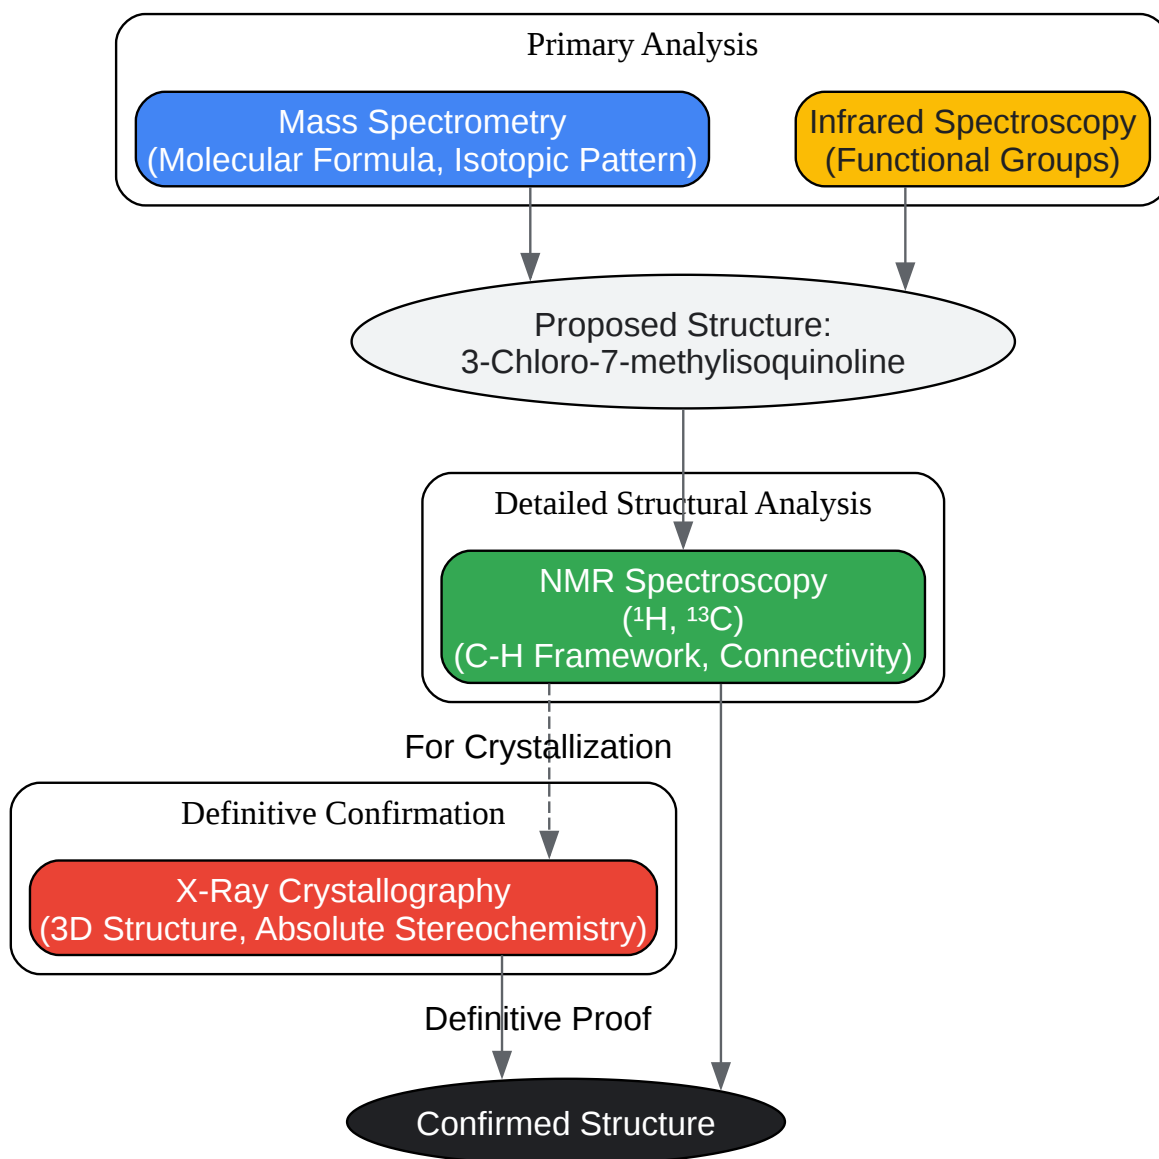 Primary Analysis
Mass Spectrometry
(Molecular Formula, Isotopic Pattern)
Infrared Spectroscopy
(Functional Groups)
Proposed Structure:
3-Chloro-7-methylisoquinoline
Detailed Structural Analysis
NMR Spectroscopy
(¹H, ¹³C)
(C-H Framework, Connectivity)
For Crystallization
Definitive Confirmation
X-Ray Crystallography
(3D Structure, Absolute Stereochemistry)
Definitive Proof
Confirmed Structure